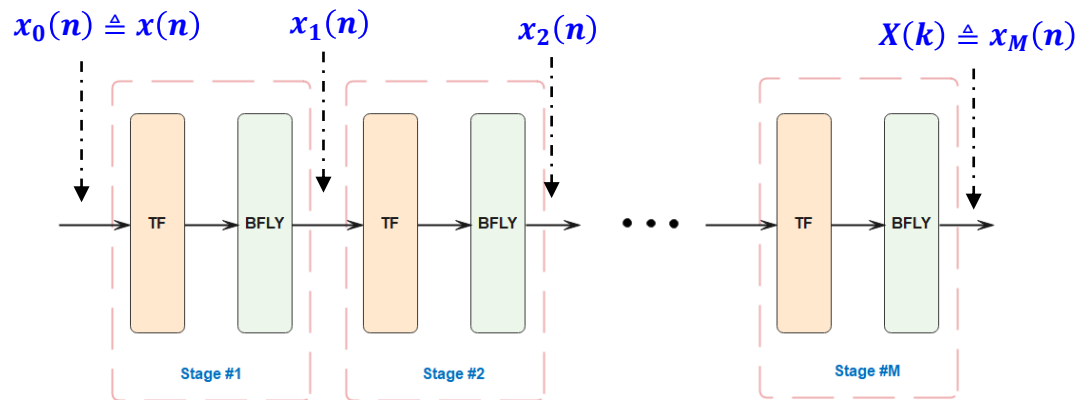 x₀(n) ≜ x(n)
x₁(n)
x₂(n)
X(k) ≜ x_M(n)
TF
BFLY
TF
BFLY
TF
BFLY
Stage #1
Stage #2
Stage #M